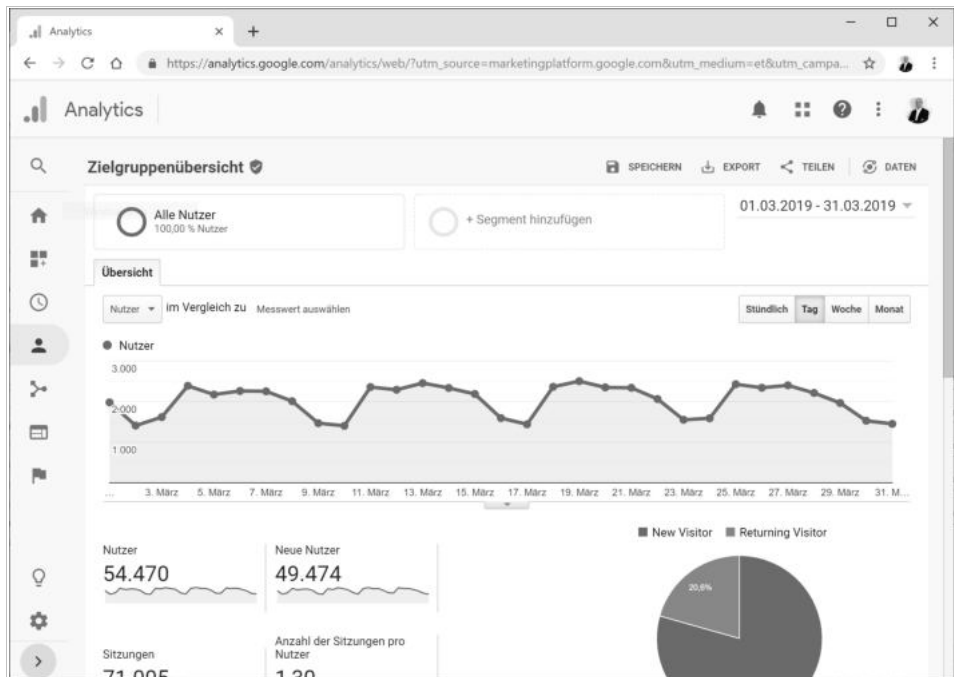 Analytics
https://analytics.google.com/analytics/web/?utm_source=marketingplatform.google.com&utm_medium=et&utm_campa...
Analytics
Zielgruppenübersicht
SPEICHERN EXPORT TEILEN DATEN
Alle Nutzer
100,00 % Nutzer
+ Segment hinzufügen
01.03.2019 - 31.03.2019
Übersicht
Nutzer im Vergleich zu Messwert auswählen
Stündlich Tag Woche Monat
Nutzer
3.000
2.000
1.000
... 3. März 5. März 7. März 9. März 11. März 13. März 15. März 17. März 19. März 21. März 23. März 25. März 27. März 29. März 31. M...
New Visitor Returning Visitor
Nutzer
54.470
Neue Nutzer
49.474
20,6%
Sitzungen
Anzahl der Sitzungen pro
Nutzer